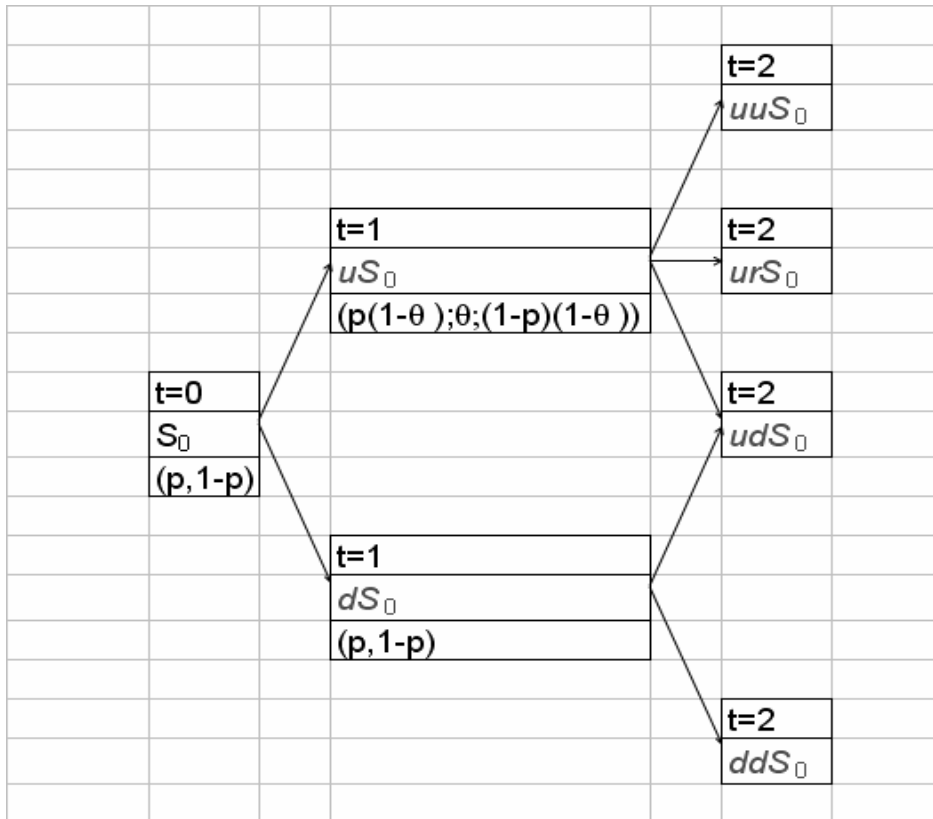 t=2
uuS₀
t=1
uS₀
(p(1-θ );θ;(1-p)(1-θ ))
t=2
urS₀
t=0
S₀
(p,1-p)
t=2
udS₀
t=1
dS₀
(p,1-p)
t=2
ddS₀